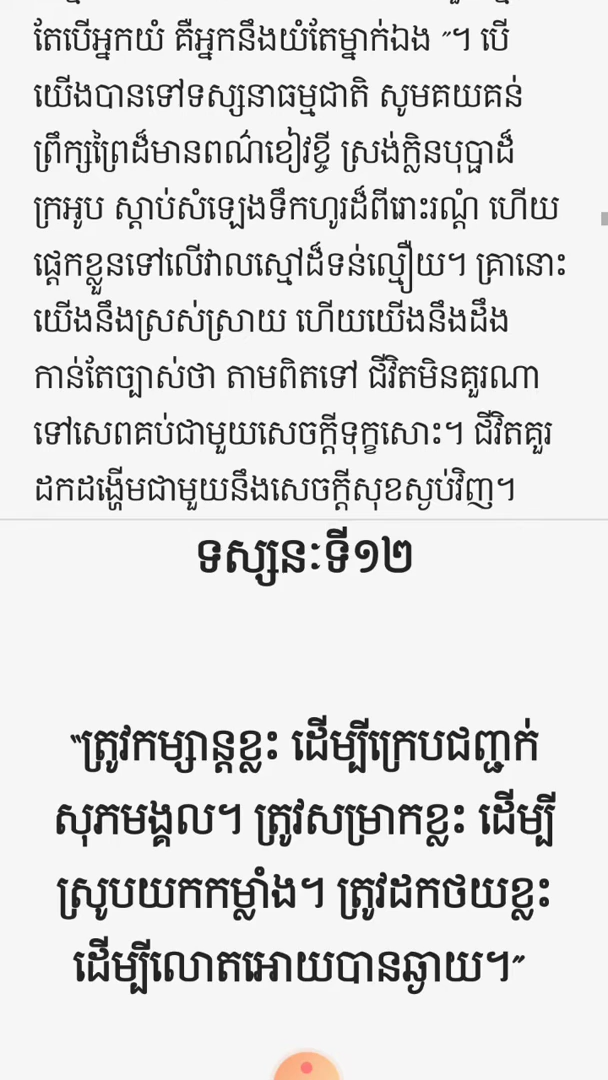 តែបើអ្នកយំ គឺអ្នកនឹងយំតែម្នាក់ឯង ”។ បើ
យើងបានទៅទស្សនាធម្មជាតិ សូមគយគន់
ព្រឹក្សព្រៃដ៏មានពណ៌ខៀវខ្ចី ស្រង់ក្លិនបុប្ផាដ៏
ក្រអូប ស្តាប់សំឡេងទឹកហូរដ៏ពីរោះរណ្តំ ហើយ
ផ្តេកខ្លួនទៅលើវាលស្មៅដ៏ទន់ល្មឿយ។ គ្រានោះ
យើងនឹងស្រស់ស្រាយ ហើយយើងនឹងដឹង
កាន់តែច្បាស់ថា តាមពិតទៅ ជីវិតមិនគួរណា
ទៅសេពគប់ជាមួយសេចក្តីទុក្ខសោះ។ ជីវិតគួរ
ដកដង្ហើមជាមួយនឹងសេចក្តីសុខស្ងប់វិញ។
ទស្សនៈទី១២
“ត្រូវកម្សាន្តខ្លះ ដើម្បីក្រេបជញ្ជក់
សុភមង្គល។ ត្រូវសម្រាកខ្លះ ដើម្បី
ស្រូបយកកម្លាំង។ ត្រូវដកថយខ្លះ
ដើម្បីលោតអោយបានឆ្ងាយ។”